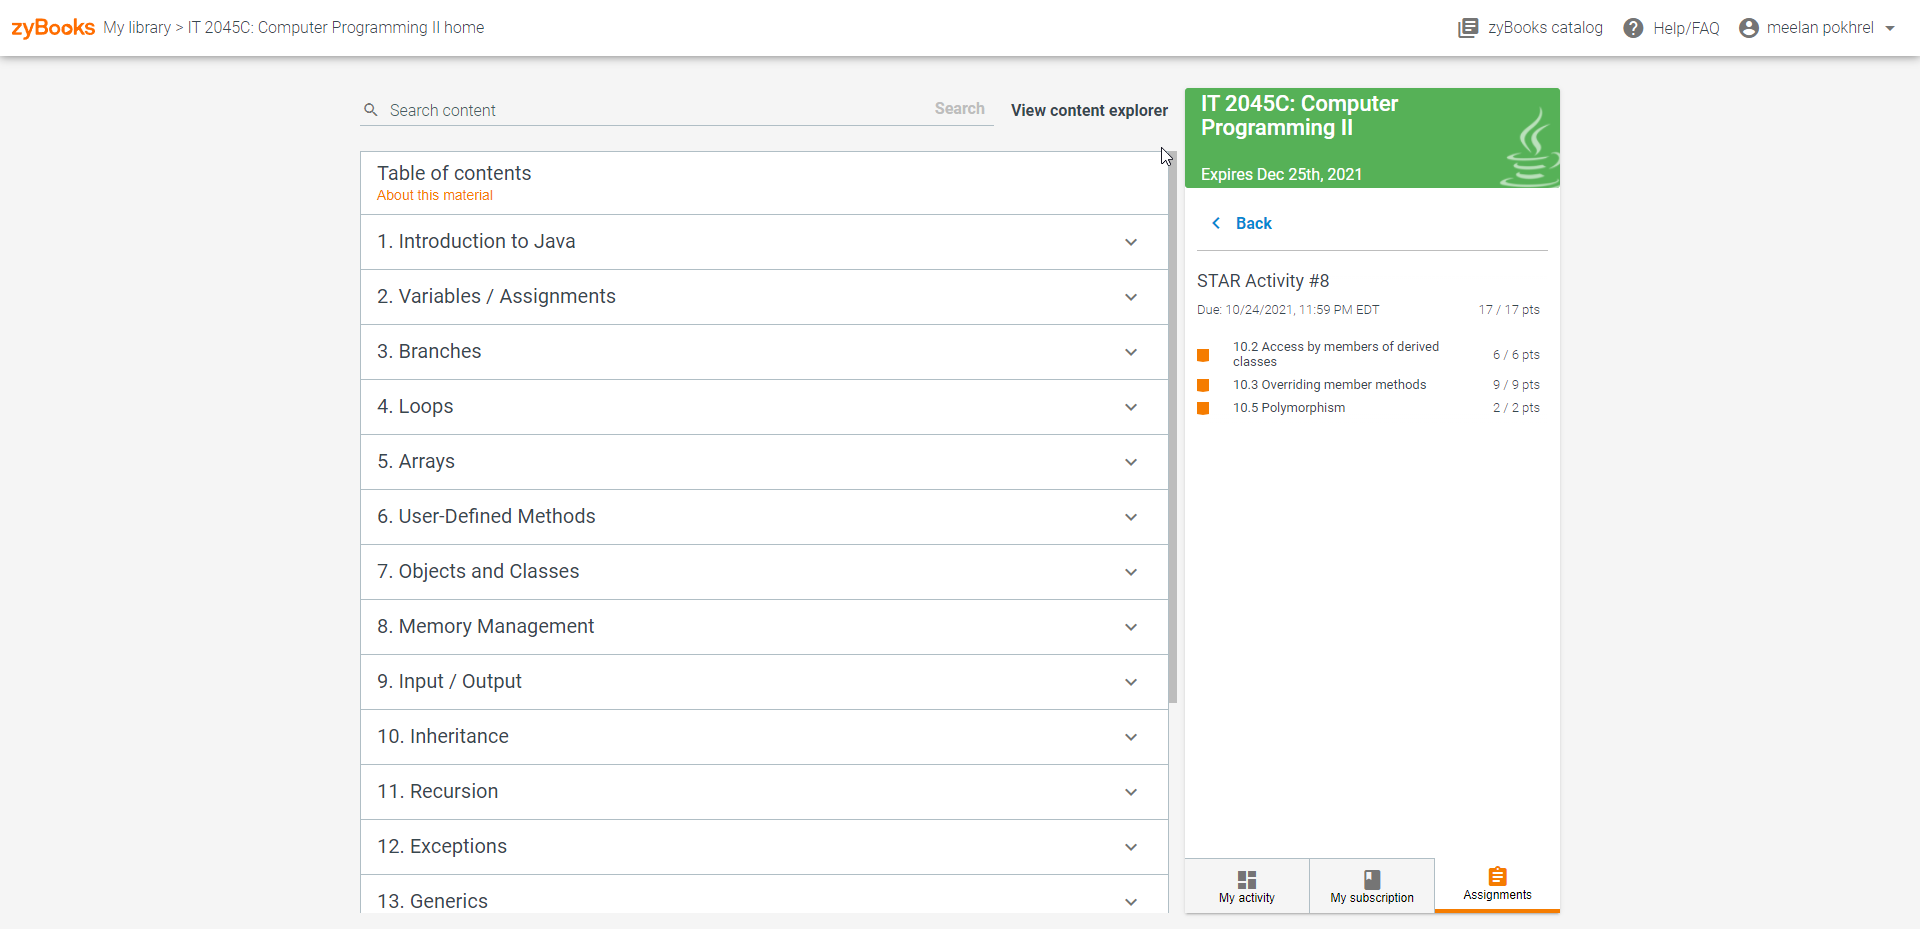 zyBooks My library > IT 2045C: Computer Programming II home
zyBooks catalog
Help/FAQ
meelan pokhrel
Search content
Search
View content explorer
Table of contents
About this material
1. Introduction to Java
2. Variables / Assignments
3. Branches
4. Loops
5. Arrays
6. User-Defined Methods
7. Objects and Classes
8. Memory Management
9. Input / Output
10. Inheritance
11. Recursion
12. Exceptions
13. Generics
IT 2045C: Computer
Programming II
Expires Dec 25th, 2021
Back
STAR Activity #8
Due: 10/24/2021, 11:59 PM EDT 17 / 17 pts
10.2 Access by members of derived
classes
6 / 6 pts
10.3 Overriding member methods 9 / 9 pts
10.5 Polymorphism 2 / 2 pts
My activity
My subscription
Assignments